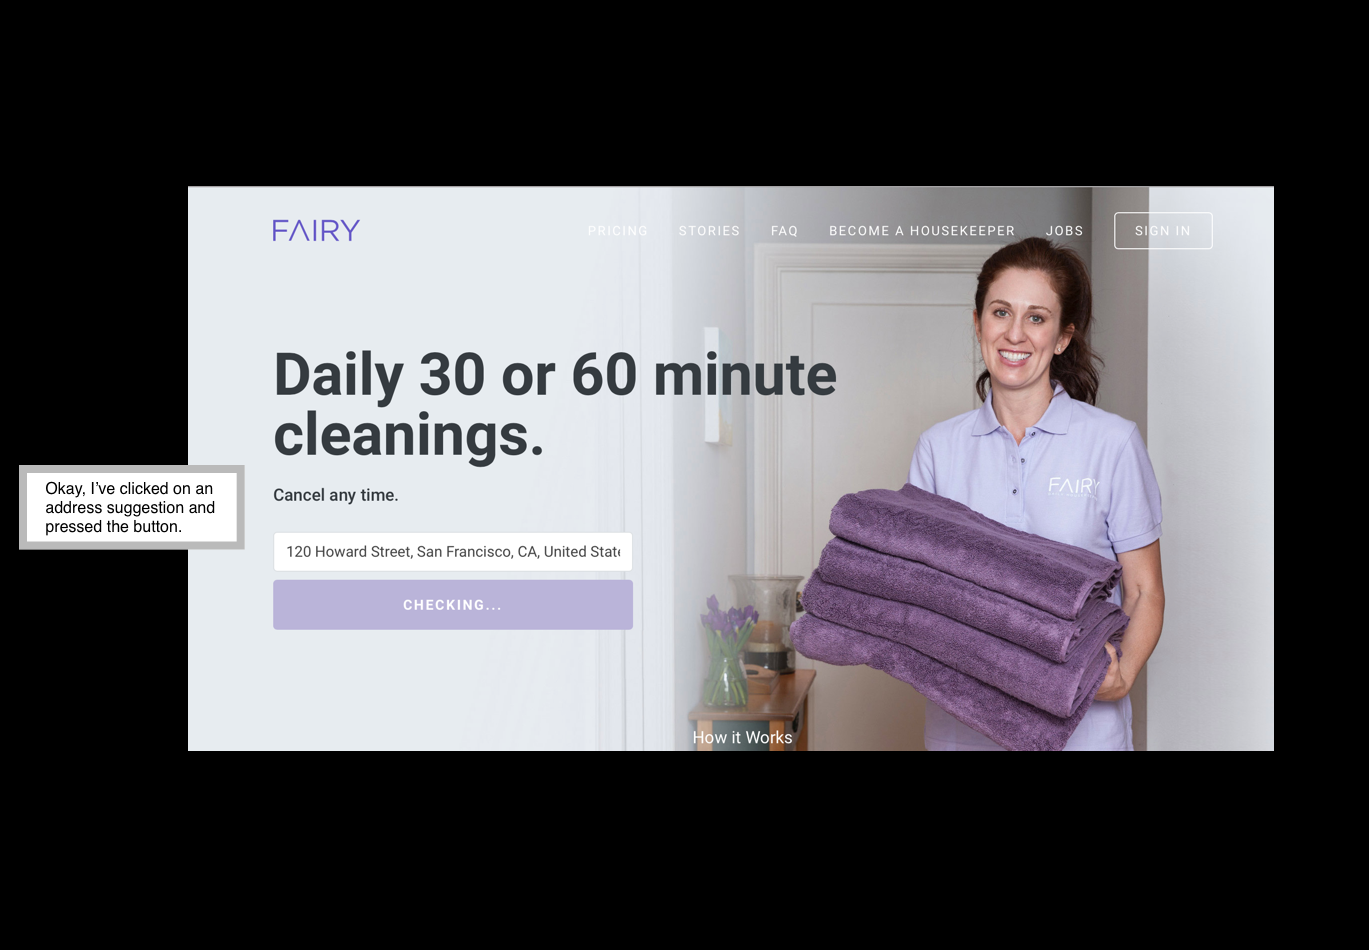 FAIRY
PRICING STORIES FAQ BECOME A HOUSEKEEPER JOBS SIGN IN
Daily 30 or 60 minute
cleanings.
Cancel any time.
Okay, I've clicked on an
address suggestion and
pressed the button.
120 Howard Street, San Francisco, CA, United State
CHECKING...
FAIRY
How it Works